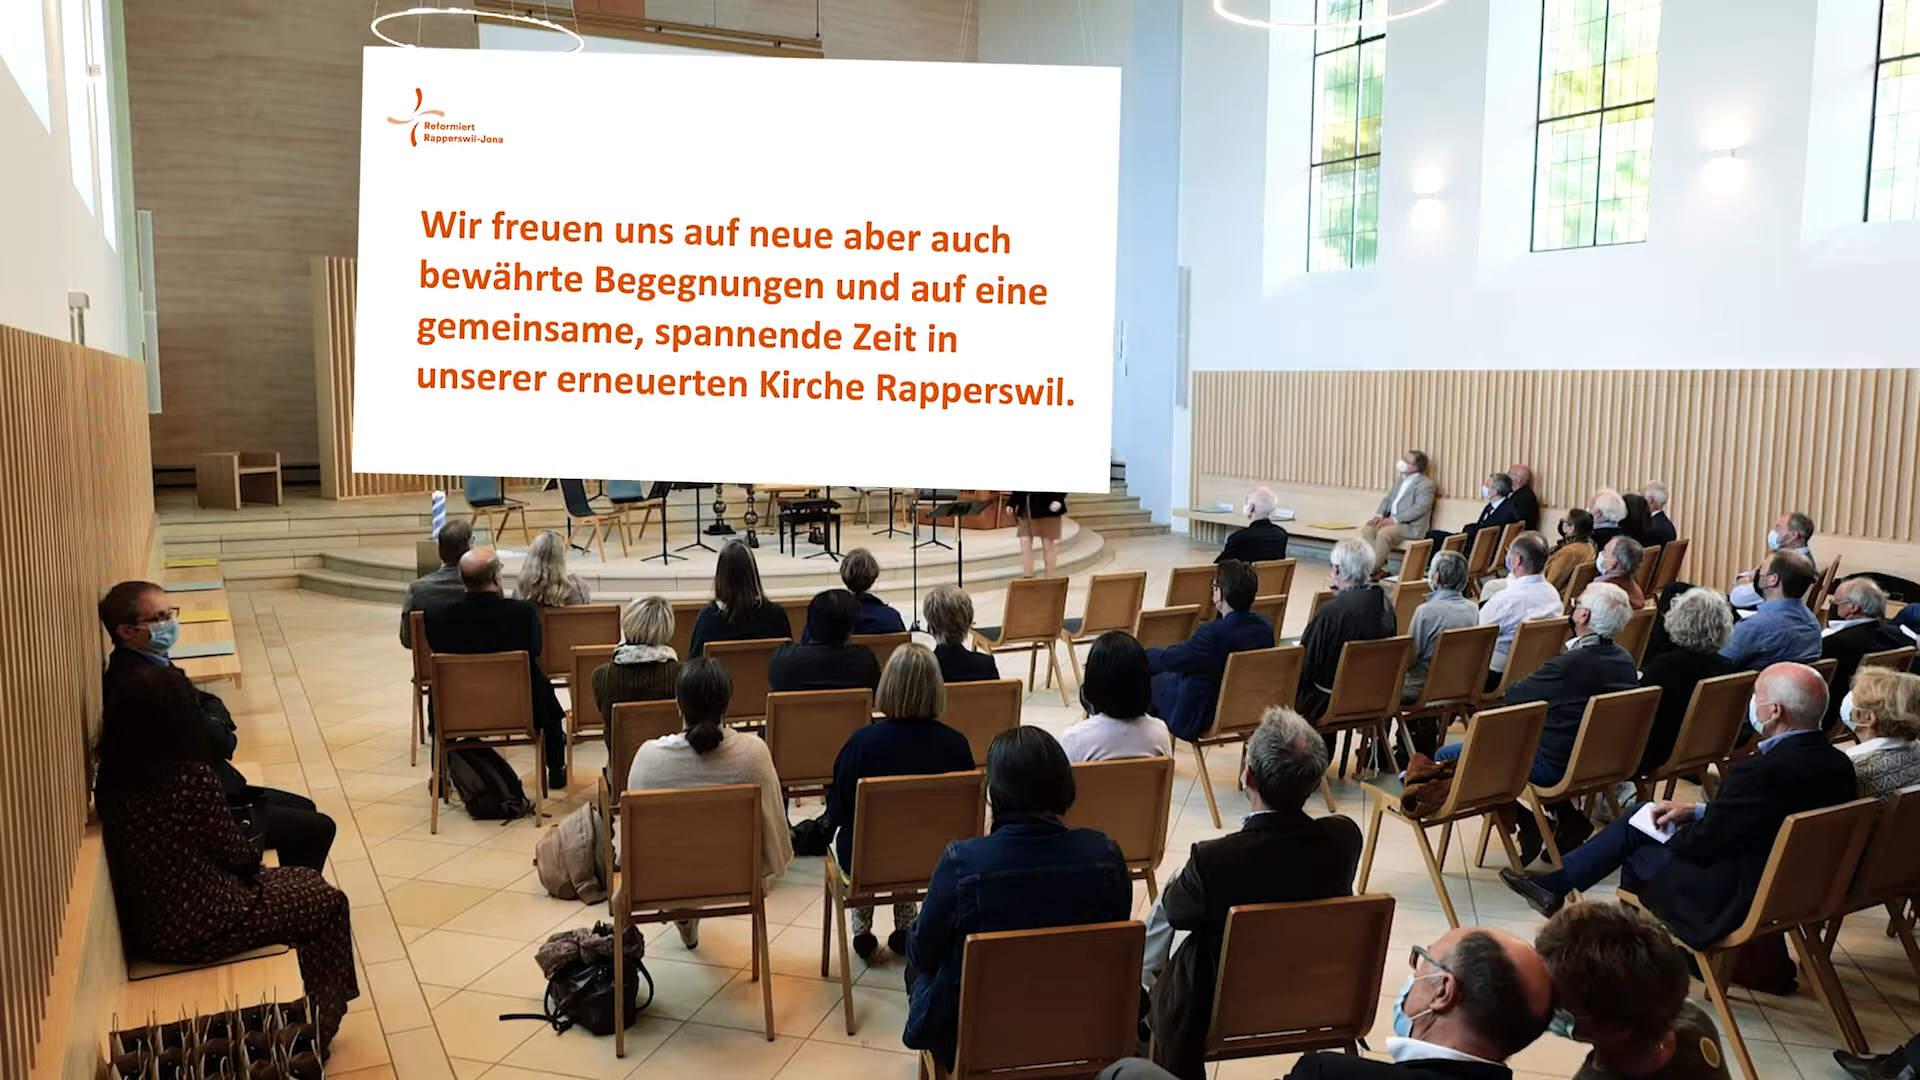 Reformiert
Rapperswil-Jona
Wir freuen uns auf neue aber auch
bewährte Begegnungen und auf eine
gemeinsame, spannende Zeit in
unserer erneuerten Kirche Rapperswil.